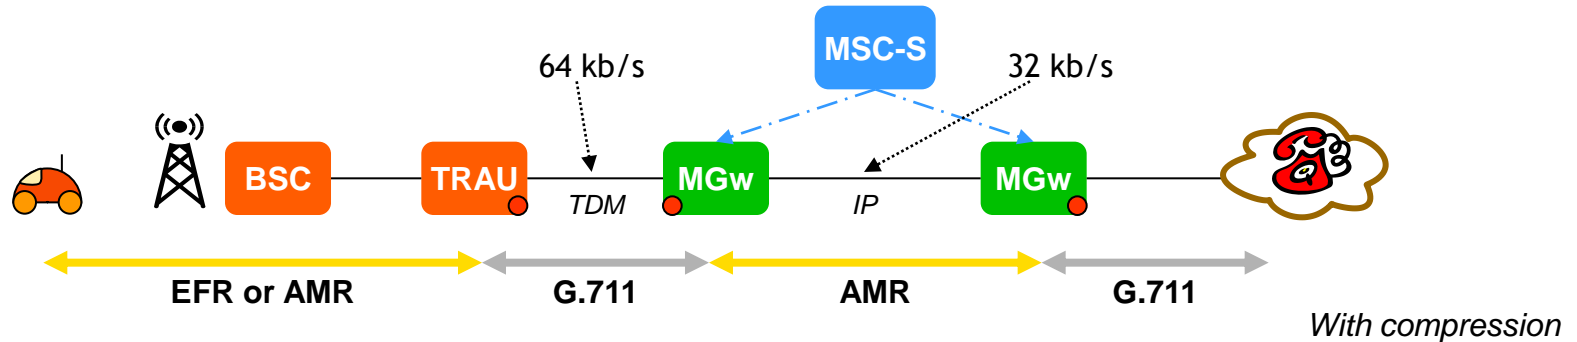 MSC-S
64 kb/s
32 kb/s
BSC
TRAU
TDM
MGw
IP
MGw
EFR or AMR
G.711
AMR
G.711
With compression